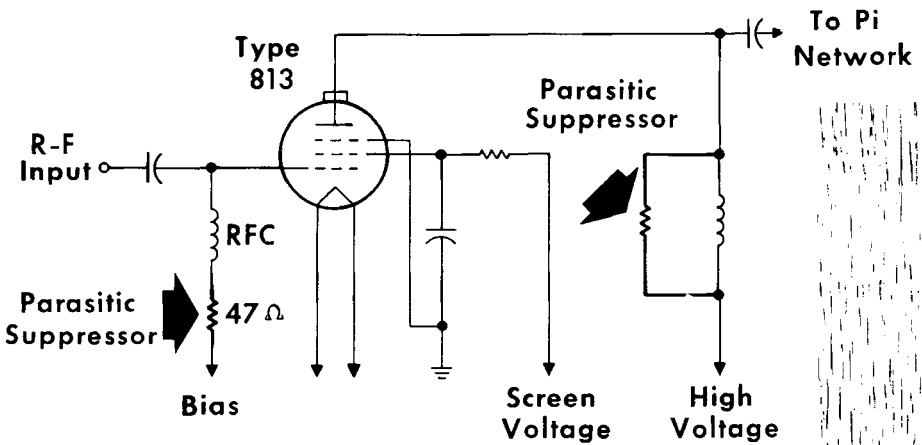 Type
813
To Pi
Network
Parasitic
Suppressor
R-F
Input
RFC
Parasitic
Suppressor
47 Ω
Bias
Screen
Voltage
High
Voltage